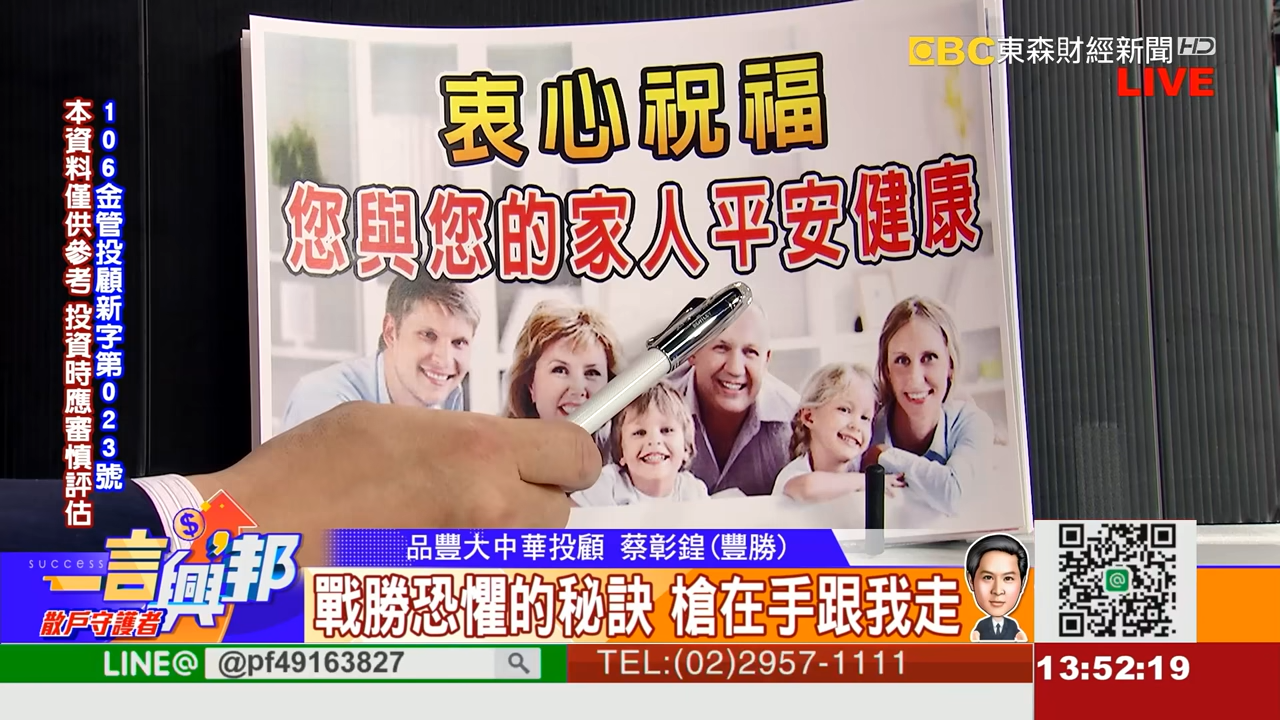 EBC東森財經新聞HD
LIVE
106金管投顧新字第023號
本資料僅供參考 投資時應審慎評估
衷心祝福
您與您的家人平安健康
品豐大中華投顧 蔡彰鍠(豐勝)
success
一言興邦
散戶守護者
戰勝恐懼的秘訣 槍在手跟我走
LINE@ @pf49163827
TEL:(02)2957-1111
13:52:19